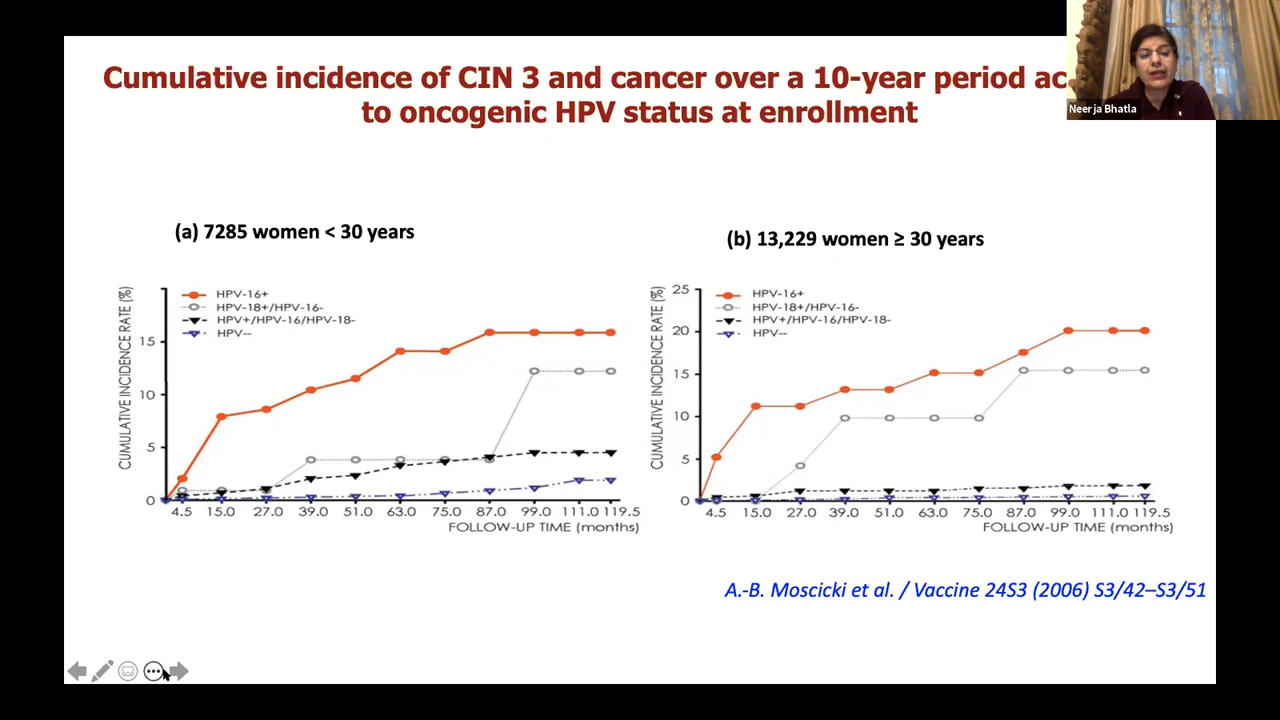 Cumulative incidence of CIN 3 and cancer over a 10-year period ac
to oncogenic HPV status at enrollment
Neerja Bhatla
(a) 7285 women < 30 years
(b) 13,229 women ≥ 30 years
CUMULATIVE INCIDENCE RATE (%)
HPV-16+
HPV-18+/HPV-16-
HPV+/HPV-16/HPV-18-
HPV--
15
10
5
0
4.5 15.0 27.0 39.0 51.0 63.0 75.0 87.0 99.0 111.0 119.5
FOLLOW-UP TIME (months)
CUMULATIVE INCIDENCE RATE (%)
HPV-16+
HPV-18+/HPV-16-
HPV+/HPV-16/HPV-18-
HPV--
25
20
15
10
5
0
4.5 15.0 27.0 39.0 51.0 63.0 75.0 87.0 99.0 111.0 119.5
FOLLOW-UP TIME (months)
A.-B. Moscicki et al. / Vaccine 24S3 (2006) S3/42–S3/51